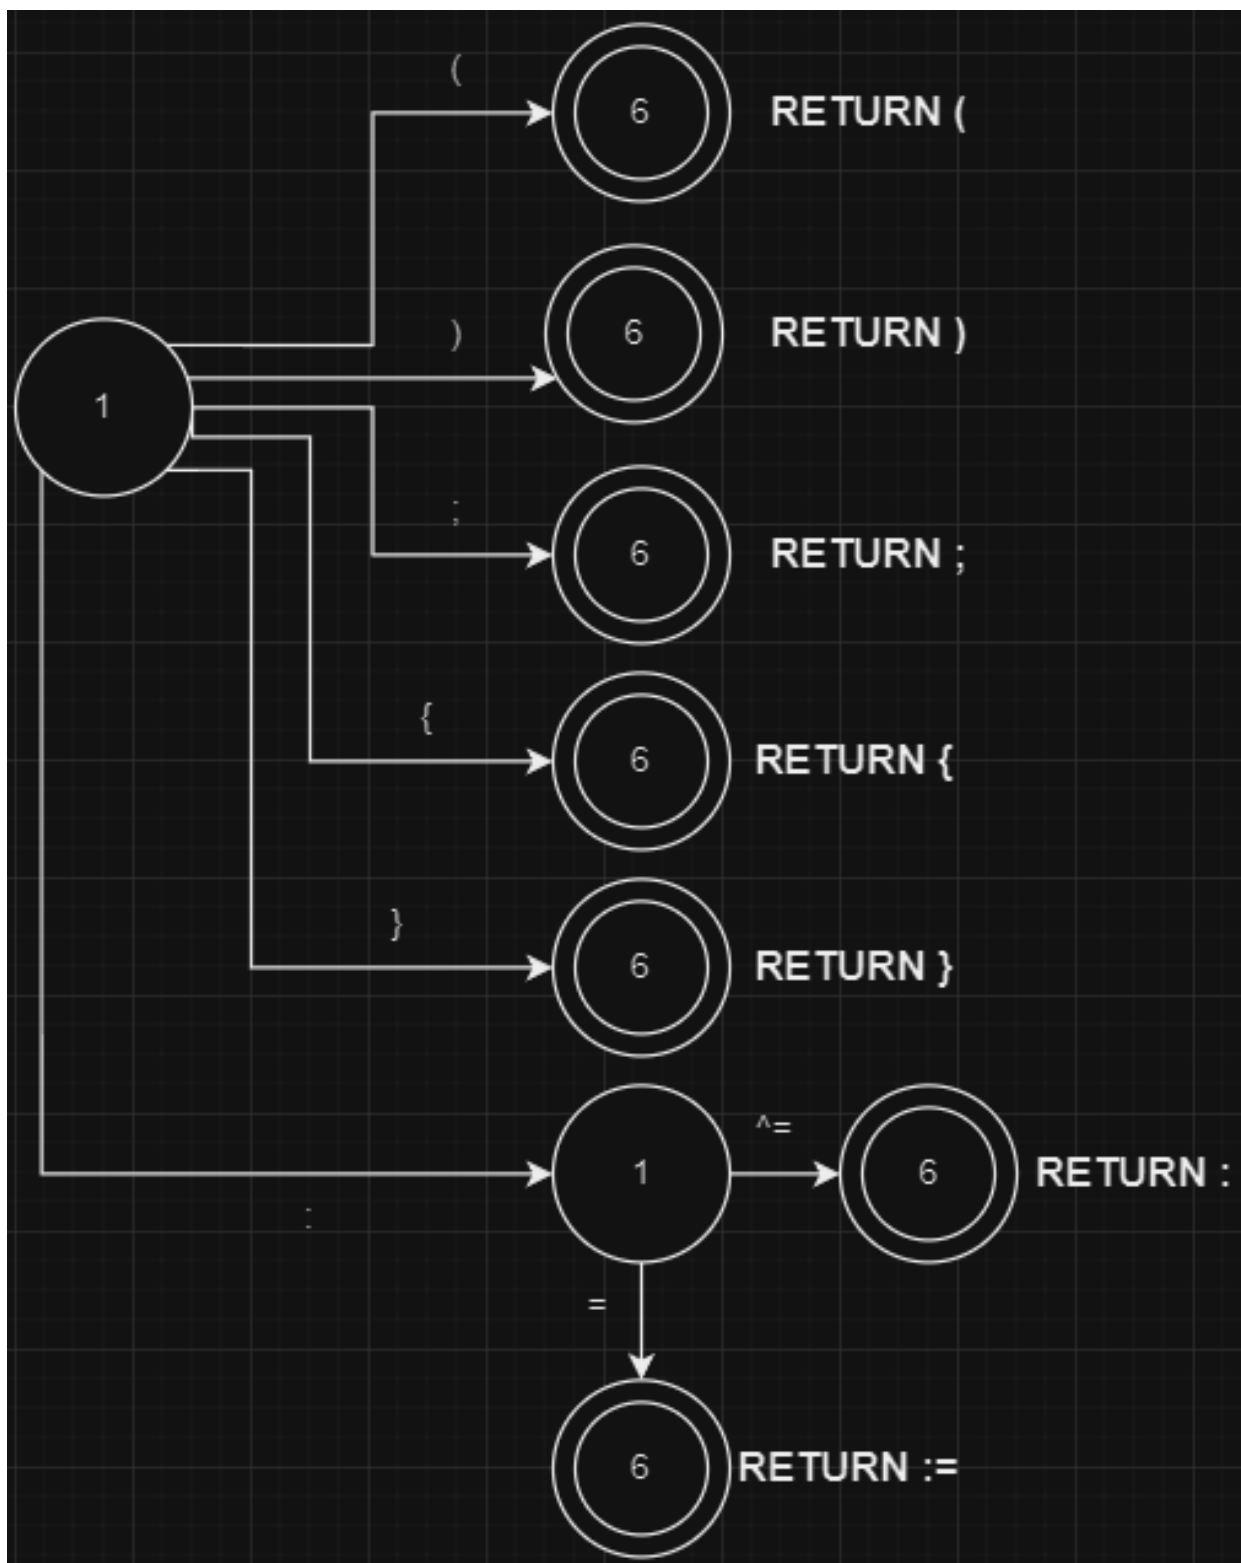 (
6 RETURN (
)
6 RETURN )
1
;
6 RETURN ;
{
6 RETURN {
}
6 RETURN }
^=
1 6 RETURN :
:
=
6 RETURN :=